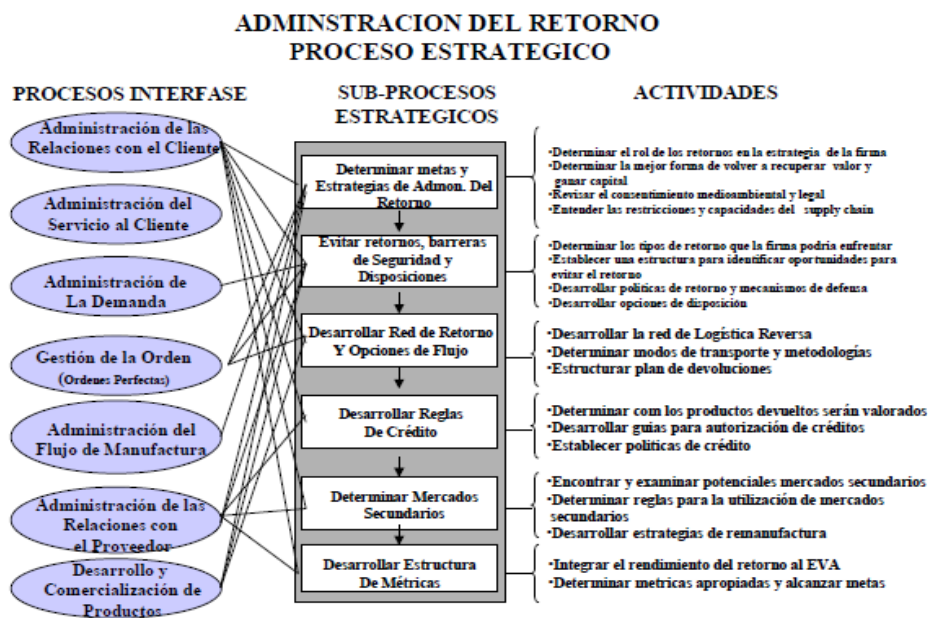 ADMINSTRACION DEL RETORNO
PROCESO ESTRATEGICO
PROCESOS INTERFASE
Administración de las
Relaciones con el Cliente
Administración del
Servicio al Cliente
Administración de
La Demanda
Gestión de la Orden
(Ordenes Perfectas)
Administración del
Flujo de Manufactura
Administración de las
Relaciones con
el Proveedor
Desarrollo y
Comercialización de
Productos
SUB-PROCESOS
ESTRATEGICOS
Determinar metas y
Estrategias de Admon. Del
Retorno
Evitar retornos, barreras
de Seguridad y
Disposiciones
Desarrollar Red de Retorno
Y Opciones de Flujo
Desarrollar Reglas
De Crédito
Determinar Mercados
Secundarios
Desarrollar Estructura
De Métricas
ACTIVIDADES
•Determinar el rol de los retornos en la estrategia de la firma
•Determinar la mejor forma de volver a recuperar valor y
ganar capital
•Revisar el consentimiento medioambiental y legal
•Entender las restricciones y capacidades del supply chain
•Determinar los tipos de retorno que la firma podria enfrentar
•Establecer una estructura para identificar oportunidades para
evitar el retorno
•Desarrollar politicas de retorno y mecanismos de defensa
•Desarrollar opciones de disposición
•Desarrollar la red de Logística Reversa
•Determinar modos de transporte y metodologías
•Estructurar plan de devoluciones
•Determinar com los productos devueltos serán valorados
•Desarrollar guias para autorización de créditos
•Establecer politicas de crédito
•Encontrar y examinar potenciales mercados secundarios
•Determinar reglas para la utilización de mercados
secundarios
•Desarrollar estrategias de remanufactura
•Integrar el rendimiento del retorno al EVA
•Determinar metricas apropiadas y alcanzar metas